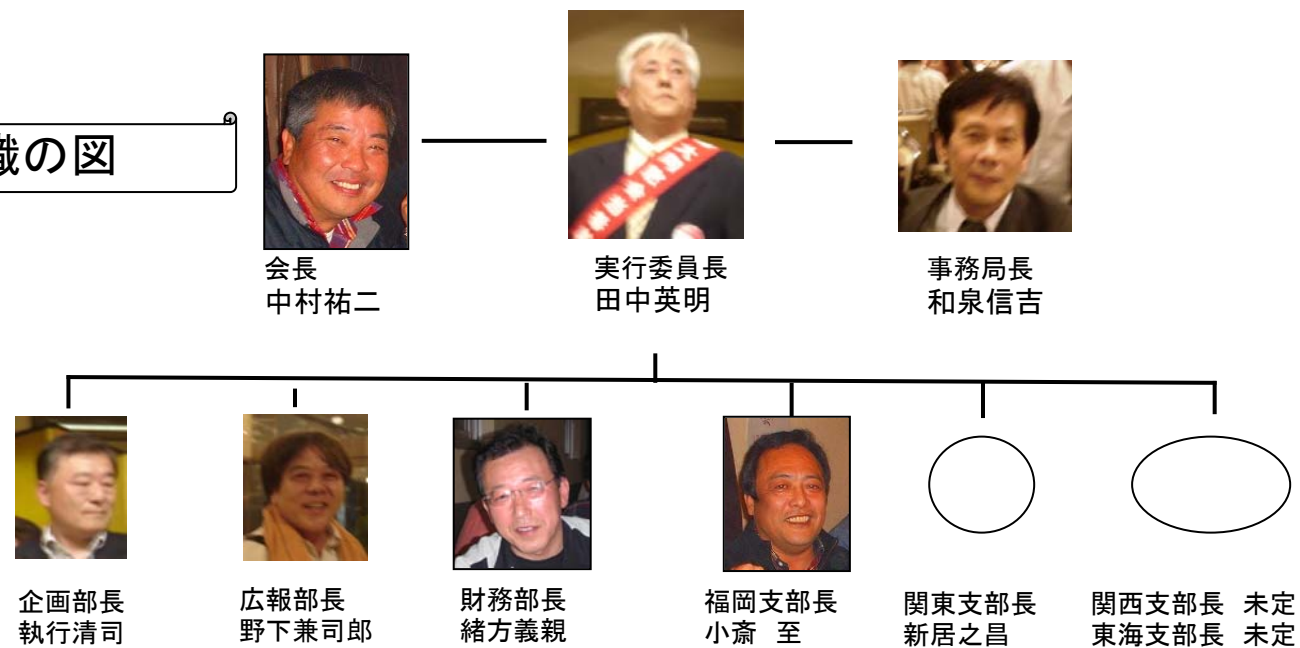 織の図
会長
中村祐二
実行委員長
田中英明
事務局長
和泉信吉
企画部長
執行清司
広報部長
野下兼司郎
財務部長
緒方義親
福岡支部長
小斎　至
関東支部長
新居之昌
関西支部長　未定
東海支部長　未定